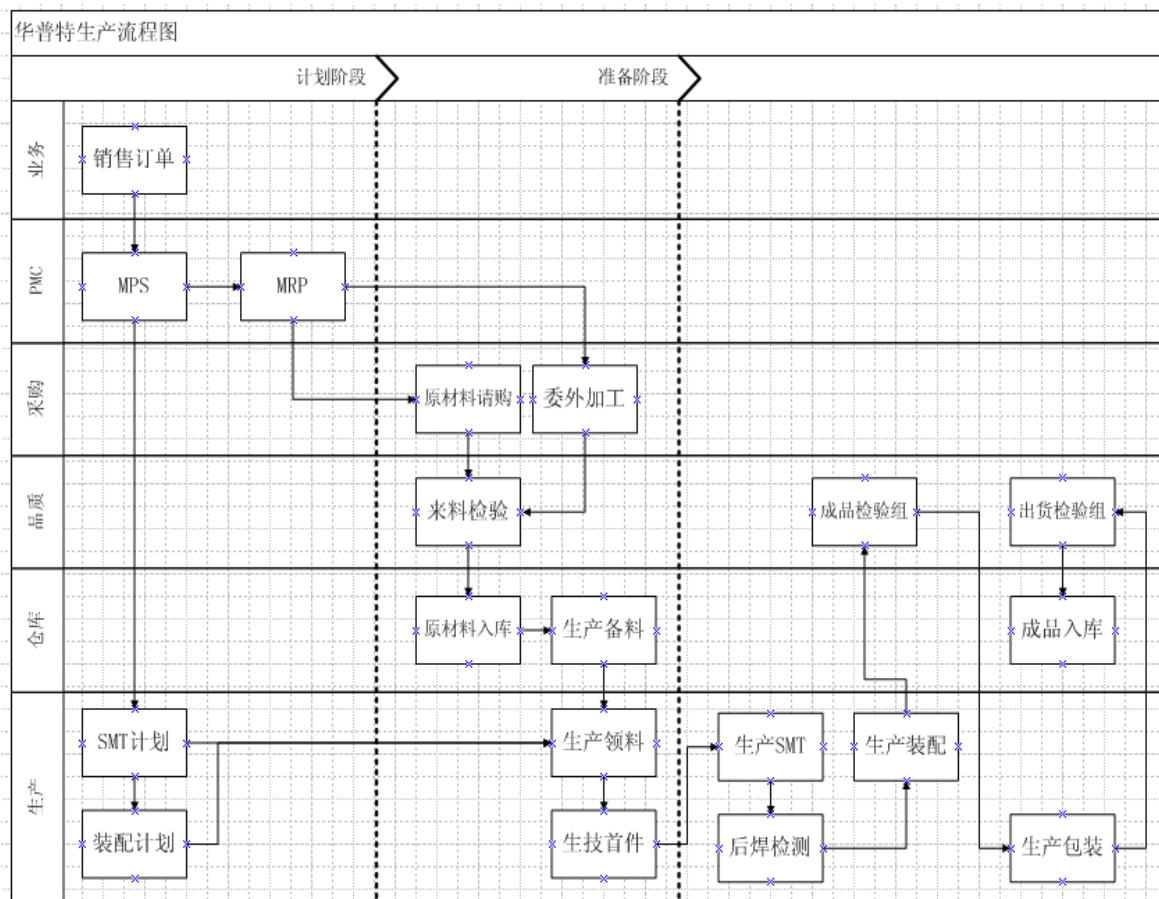 华普特生产流程图
计划阶段
准备阶段
业务
销售订单
PMC
MPS
MRP
采购
原材料请购
委外加工
品质
来料检验
成品检验组
出货检验组
仓库
原材料入库
生产备料
成品入库
生产
SMT计划
生产领料
生产SMT
生产装配
装配计划
生技首件
后焊检测
生产包装